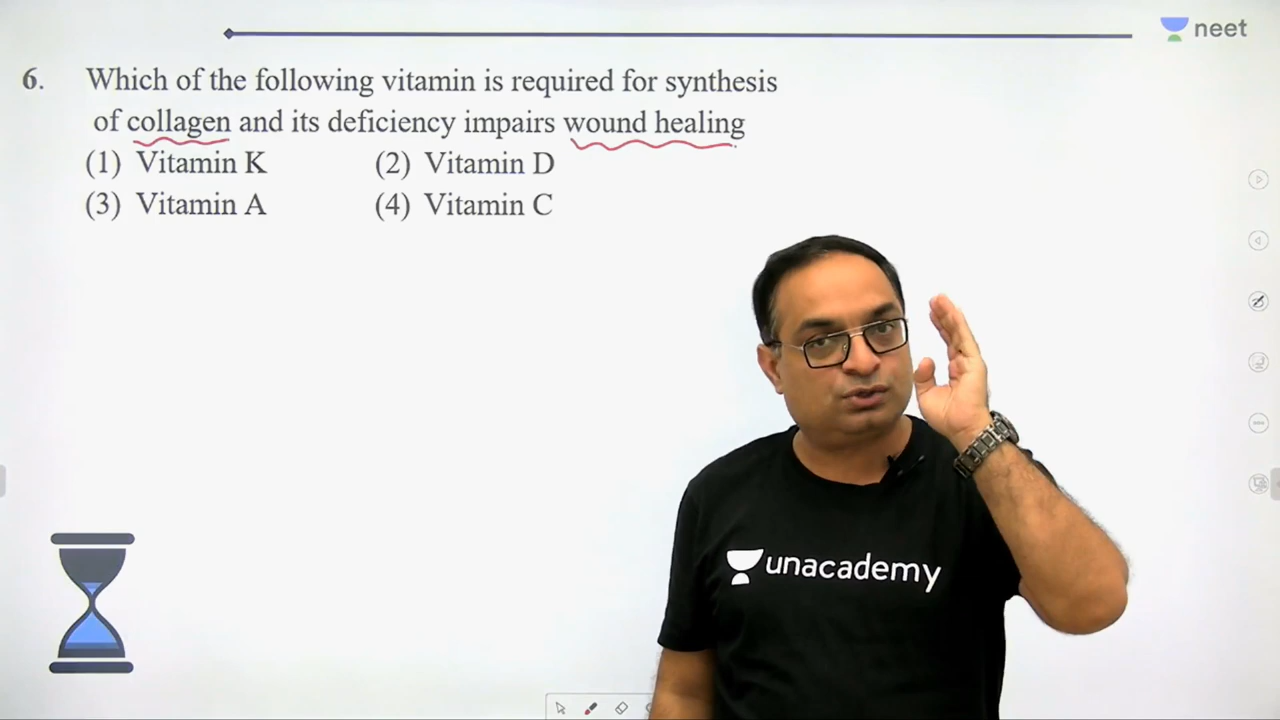 neet
6. Which of the following vitamin is required for synthesis
of collagen and its deficiency impairs wound healing
(1) Vitamin K (2) Vitamin D
(3) Vitamin A (4) Vitamin C
unacademy